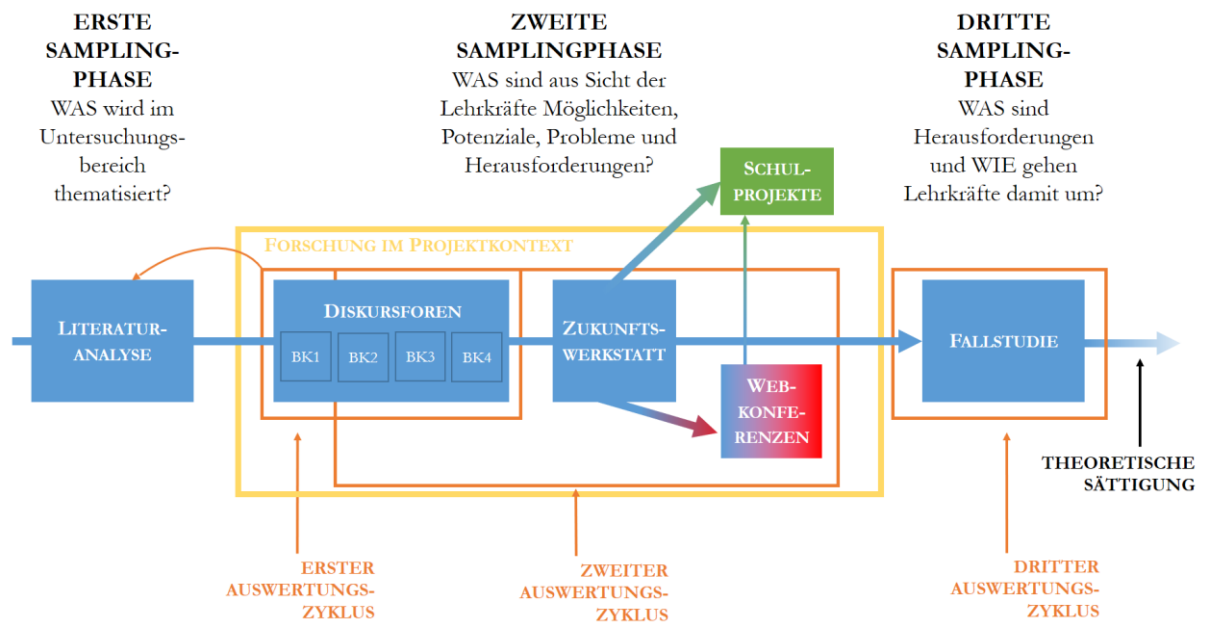 ERSTE
SAMPLING-
PHASE
WAS wird im
Untersuchungs-
bereich
thematisiert?
ZWEITE
SAMPLINGPHASE
WAS sind aus Sicht der
Lehrkräfte Möglichkeiten,
Potenziale, Probleme und
Herausforderungen?
DRITTE
SAMPLING-
PHASE
WAS sind
Herausforderungen
und WIE gehen
Lehrkräfte damit um?
SCHUL-
PROJEKTE
FORSCHUNG IM PROJEKTKONTEXT
LITERATUR-
ANALYSE
DISKURSFOREN
BK1 BK2 BK3 BK4
ZUKUNFTS-
WERKSTATT
WEB-
KONFE-
RENZEN
FALLSTUDIE
THEORETISCHE
SÄTTIGUNG
ERSTER
AUSWERTUNGS-
ZYKLUS
ZWEITER
AUSWERTUNGS-
ZYKLUS
DRITTER
AUSWERTUNGS-
ZYKLUS